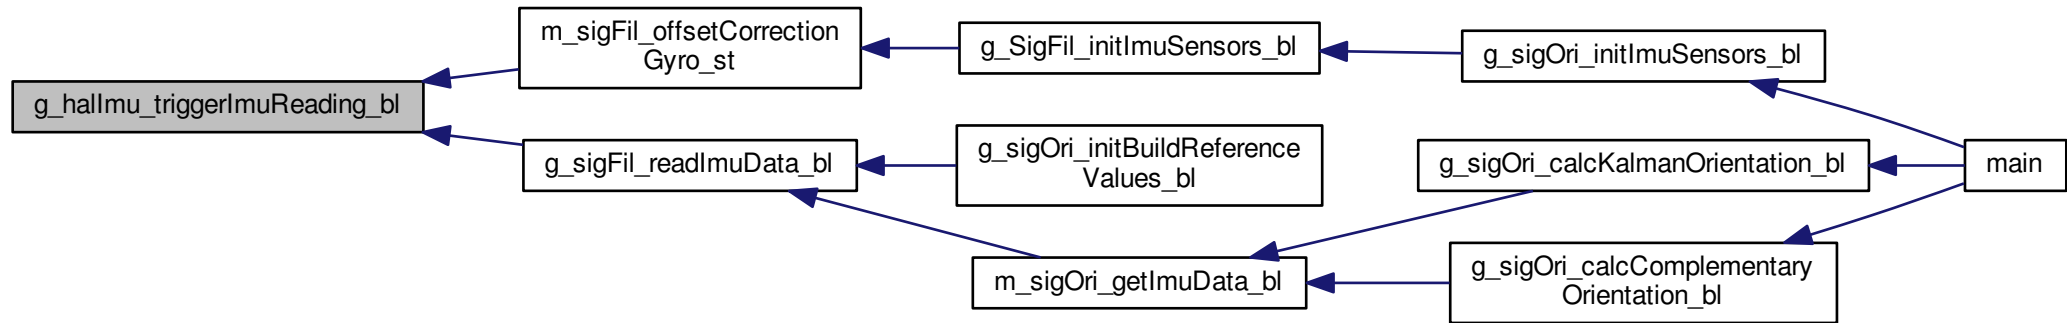 m_sigFil_offsetCorrection
Gyro_st
g_SigFil_initImuSensors_bl
g_sigOri_initImuSensors_bl
g_halImu_triggerImuReading_bl
g_sigFil_readImuData_bl
g_sigOri_initBuildReference
Values_bl
g_sigOri_calcKalmanOrientation_bl
main
m_sigOri_getImuData_bl
g_sigOri_calcComplementary
Orientation_bl